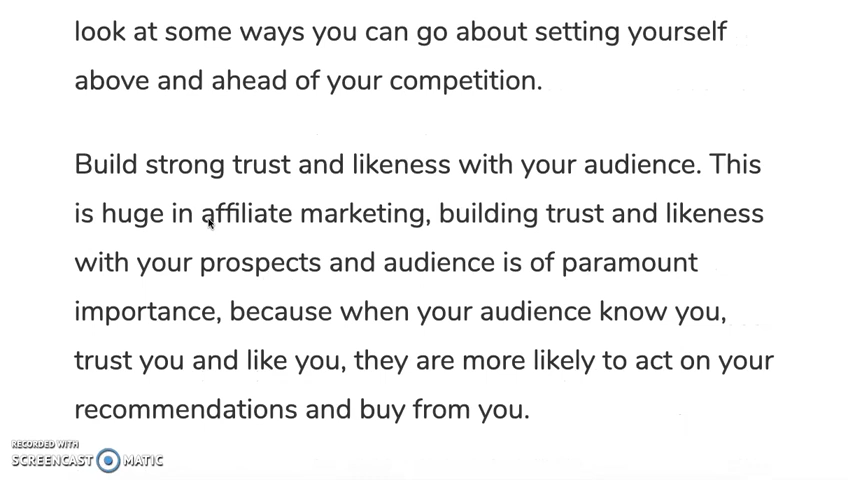 look at some ways you can go about setting yourself
above and ahead of your competition.
Build strong trust and likeness with your audience. This
is huge in affiliate marketing, building trust and likeness
with your prospects and audience is of paramount
importance, because when your audience know you,
trust you and like you, they are more likely to act on your
recommendations and buy from you.
RECORDED WITH
SCREENCAST MATIC